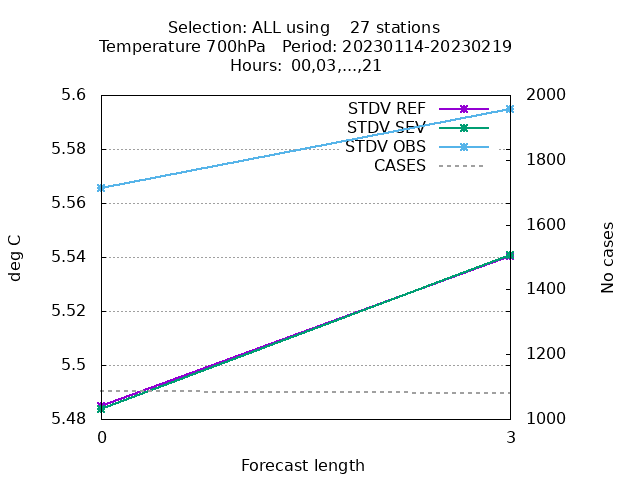 Selection: ALL using    27 stations
Temperature 700hPa   Period: 20230114-20230219
Hours:  00,03,...,21
5.6
5.58
5.56
5.54
5.52
5.5
5.48
2000
1800
1600
1400
1200
1000
STDV REF
STDV SEV
STDV OBS
CASES
deg C
No cases
0
3
Forecast length